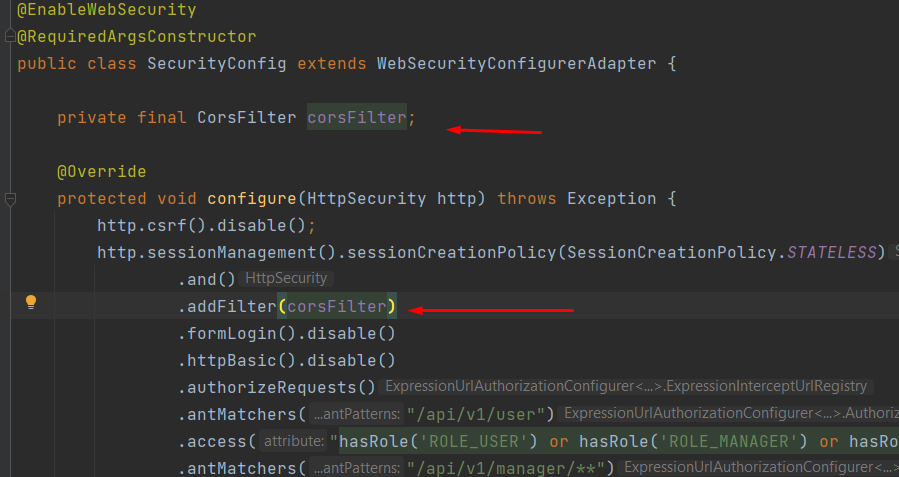 @EnableWebSecurity
@RequiredArgsConstructor
public class SecurityConfig extends WebSecurityConfigurerAdapter {
private final CorsFilter corsFilter;
@Override
protected void configure(HttpSecurity http) throws Exception {
http.csrf().disable();
http.sessionManagement().sessionCreationPolicy(SessionCreationPolicy.STATELESS) S
.and() HttpSecurity
.addFilter(corsFilter)
.formLogin().disable()
.httpBasic().disable()
.authorizeRequests() ExpressionUrlAuthorizationConfigurer<...>.ExpressionInterceptUrlRegistry
.antMatchers( ...antPatterns: "/api/v1/user") ExpressionUrlAuthorizationConfigurer<...>.Authoriz
.access( attribute: "hasRole('ROLE_USER') or hasRole('ROLE_MANAGER') or hasRo
.antMatchers( ...antPatterns: "/api/v1/manager/**") ExpressionUrlAuthorizationConfigurer<...>.A